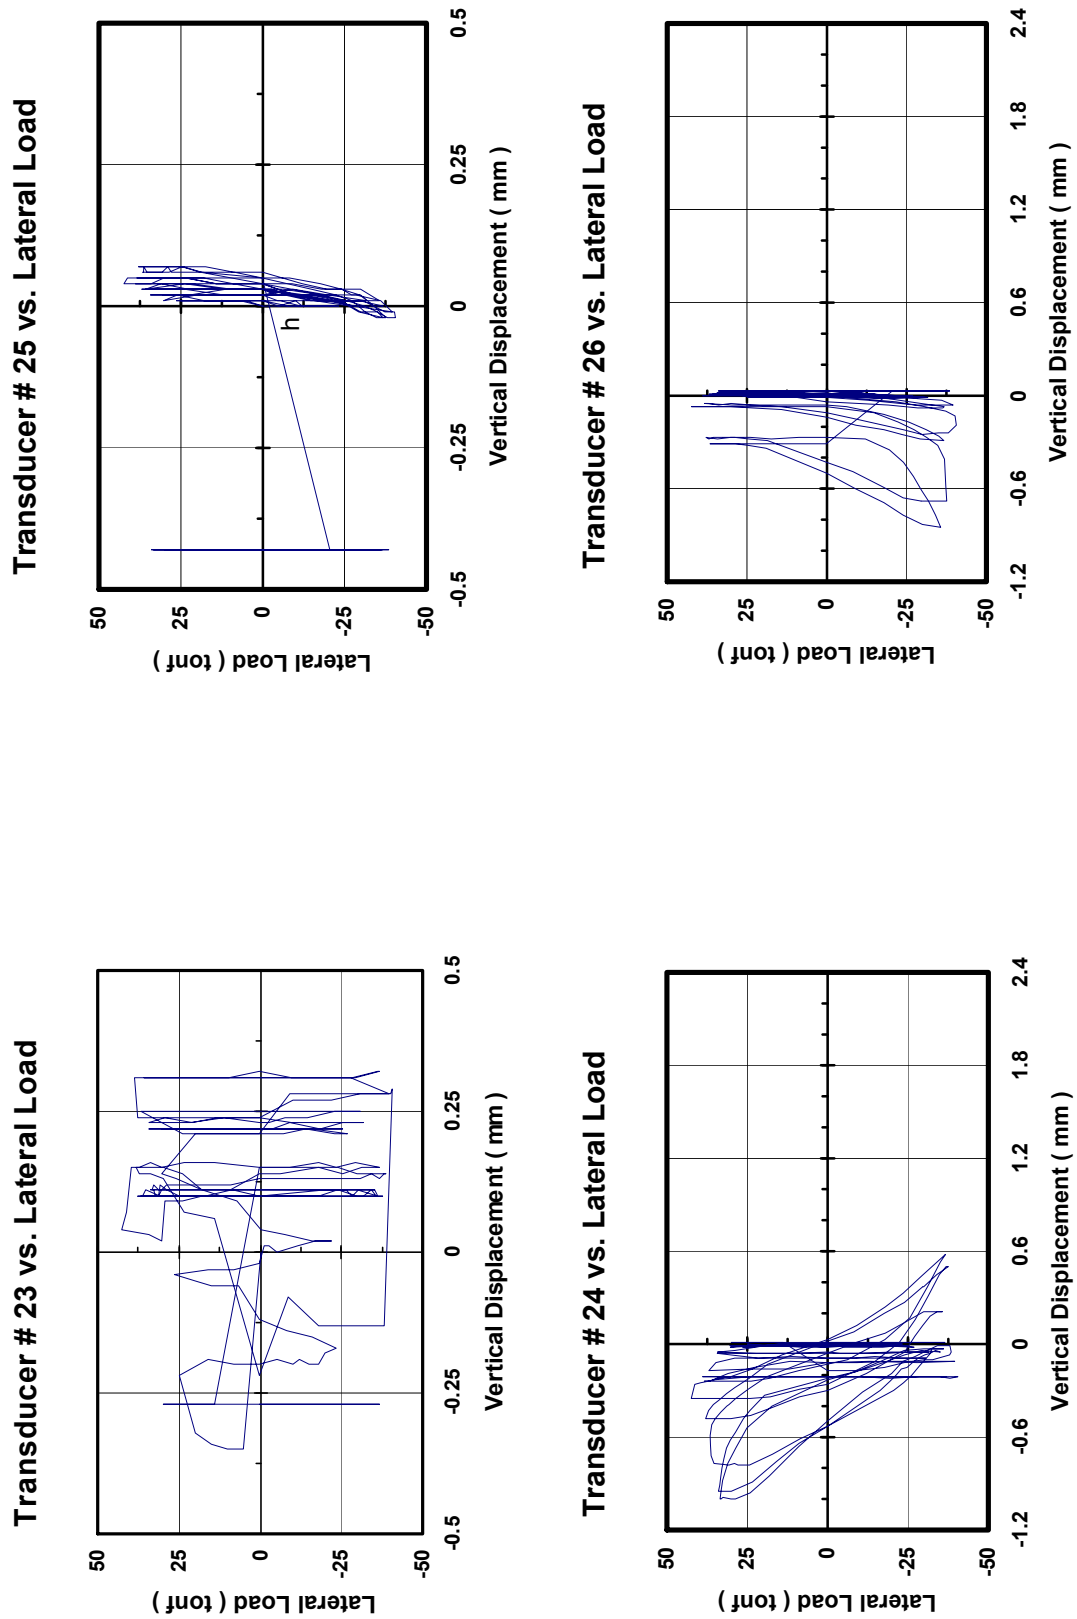 Transducer # 23 vs. Lateral Load
Lateral Load ( tonf )
50
25
0
-25
-50
-0.5 -0.25 0 0.25 0.5
Vertical Displacement ( mm )
Transducer # 25 vs. Lateral Load
Lateral Load ( tonf )
50
25
0
-25
-50
h
-0.5 -0.25 0 0.25 0.5
Vertical Displacement ( mm )
Transducer # 24 vs. Lateral Load
Lateral Load ( tonf )
50
25
0
-25
-50
-1.2 -0.6 0 0.6 1.2 1.8 2.4
Vertical Displacement ( mm )
Transducer # 26 vs. Lateral Load
Lateral Load ( tonf )
50
25
0
-25
-50
-1.2 -0.6 0 0.6 1.2 1.8 2.4
Vertical Displacement ( mm )